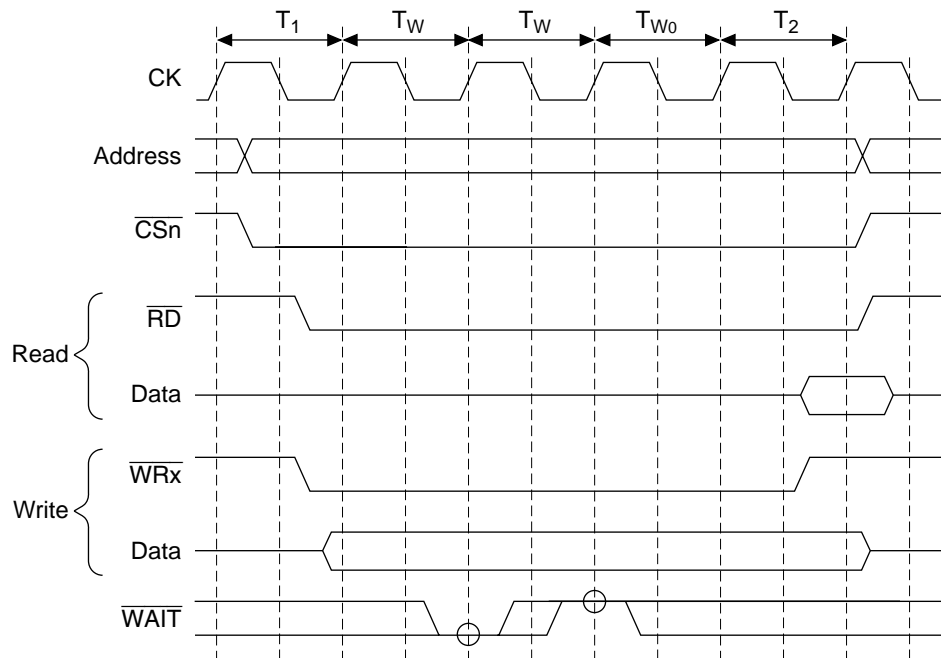 T1 TW TW TW0 T2
CK
Address
CSn
RD
Read
Data
WRx
Write
Data
WAIT